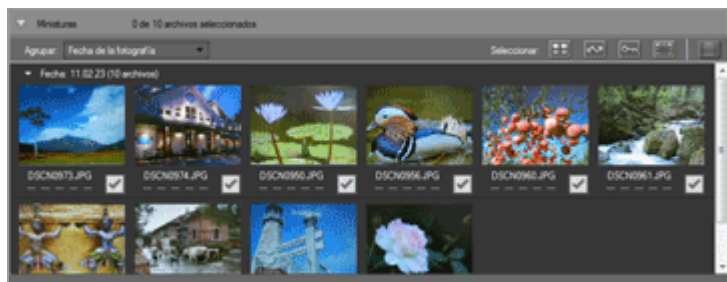 Miniaturas 0 de 10 archivos seleccionados
Agrupar: Fecha de la fotografía Seleccionar:
Fecha: 11.02.23 (10 archivos)
DSCN0973.JPG DSCN0974.JPG DSCN0950.JPG DSCN0956.JPG DSCN0960.JPG DSCN0961.JPG